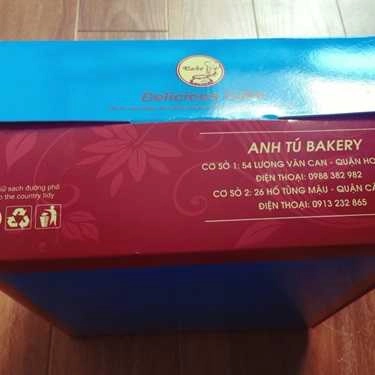 Delicious Cake
ANH TÚ BAKERY
CƠ SỞ 1: 54 LƯƠNG VĂN CAN - QUẬN HO
ĐIỆN THOẠI: 0988 382 982
CƠ SỞ 2: 26 HỒ TÙNG MẬU - QUẬN CẦ
ĐIỆN THOẠI: 0913 232 865
sạch đường phố
the country tidy